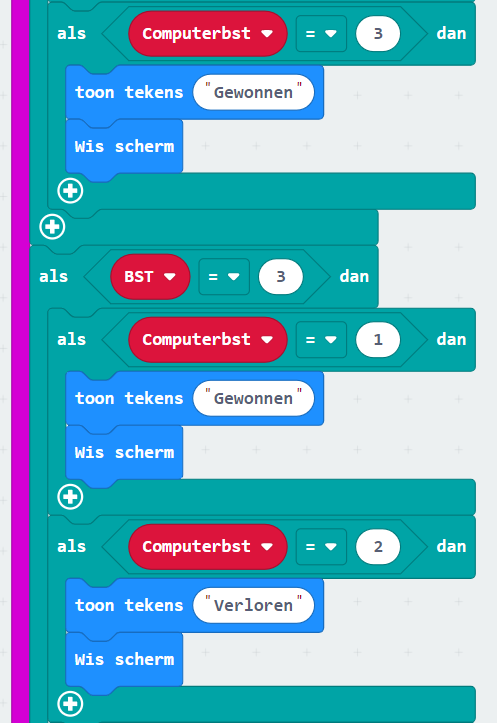 als Computerbst = 3 dan
toon tekens "Gewonnen"
Wis scherm
als BST = 3 dan
als Computerbst = 1 dan
toon tekens "Gewonnen"
Wis scherm
als Computerbst = 2 dan
toon tekens "Verloren"
Wis scherm